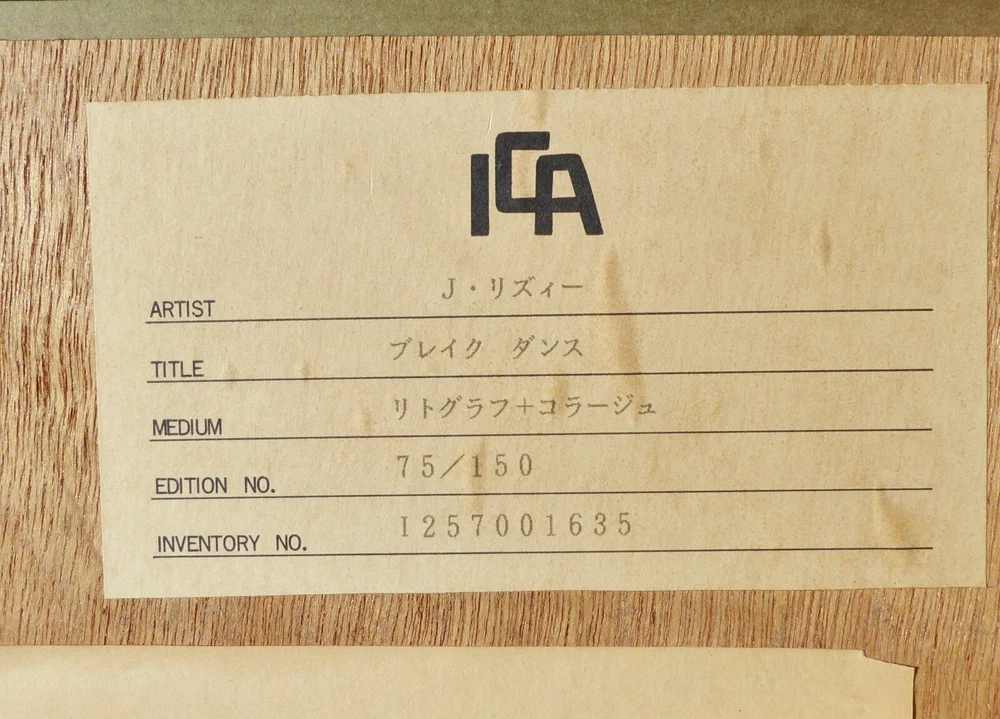 ICA
ARTIST J・リズィー
TITLE ブレイク ダンス
MEDIUM リトグラフ+コラージュ
EDITION NO. 75/150
INVENTORY NO. I257001635